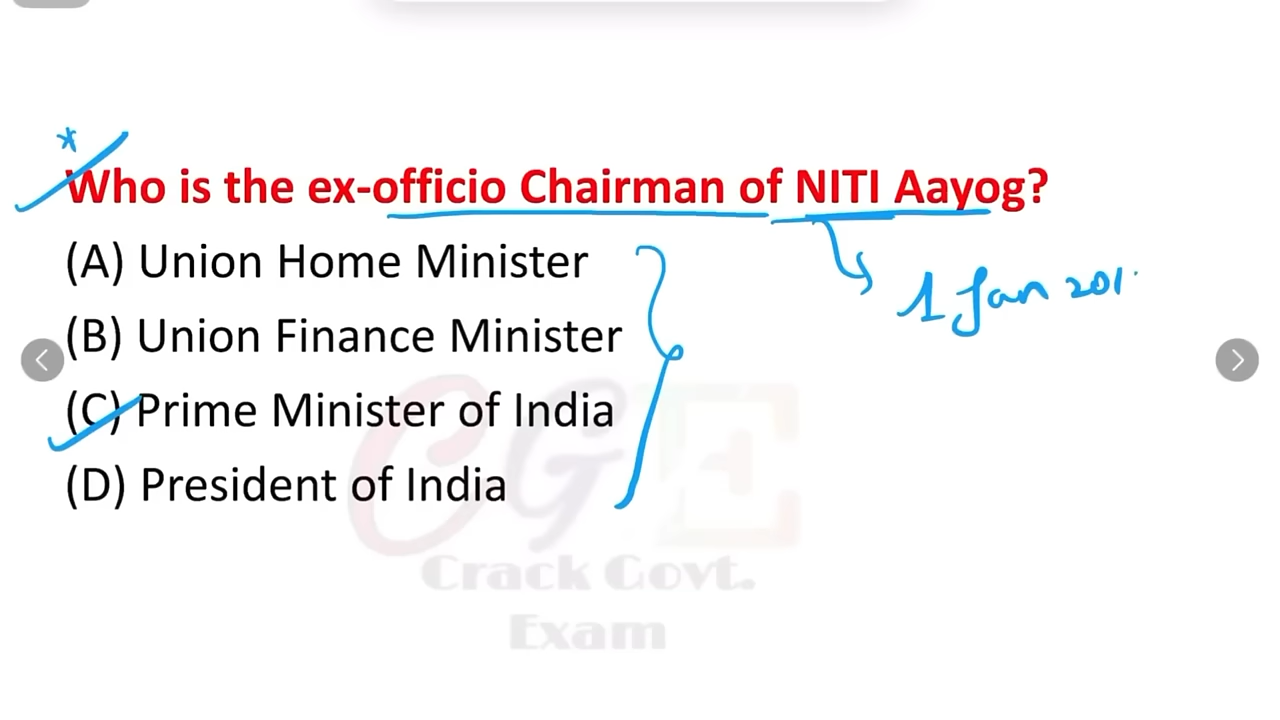 Who is the ex-officio Chairman of NITI Aayog?
(A) Union Home Minister
1 Jan 201
(B) Union Finance Minister
(C) Prime Minister of India
(D) President of India
CGE
Crack Govt.
Exam